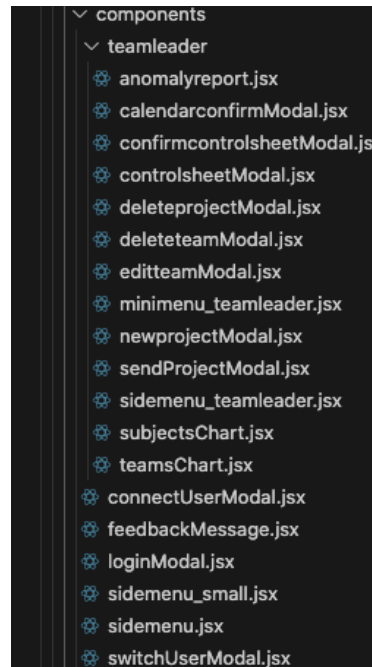 components
teamleader
anomalyreport.jsx
calendarconfirmModal.jsx
confirmcontrolsheetModal.js
controlsheetModal.jsx
deleteprojectModal.jsx
deleteteamModal.jsx
editteamModal.jsx
minimenu_teamleader.jsx
newprojectModal.jsx
sendProjectModal.jsx
sidemenu_teamleader.jsx
subjectsChart.jsx
teamsChart.jsx
connectUserModal.jsx
feedbackMessage.jsx
loginModal.jsx
sidemenu_small.jsx
sidemenu.jsx
switchUserModal.jsx